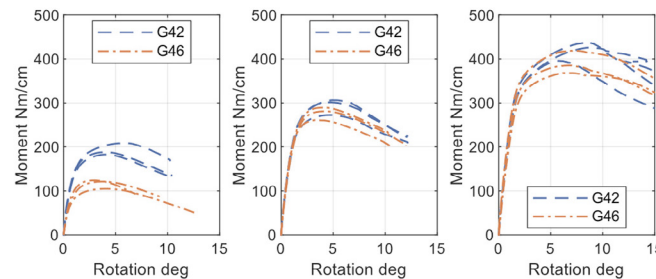 Moment Nm/cm
500
400
300
200
100
0
0
5
10
15
Rotation deg
G42
G46
Moment Nm/cm
500
400
300
200
100
0
0
5
10
15
Rotation deg
G42
G46
Moment Nm/cm
500
400
300
200
100
0
0
5
10
15
Rotation deg
G42
G46